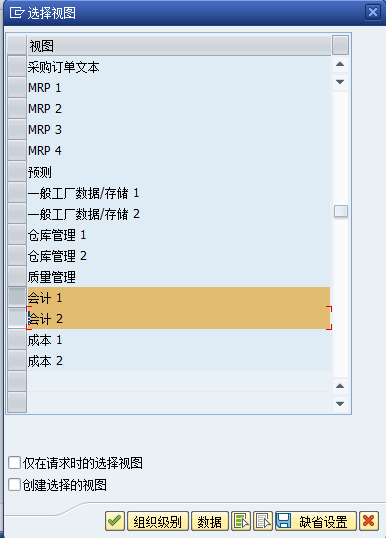 选择视图
视图
采购订单文本
MRP 1
MRP 2
MRP 3
MRP 4
预测
一般工厂数据/存储 1
一般工厂数据/存储 2
仓库管理 1
仓库管理 2
质量管理
会计 1
会计 2
成本 1
成本 2
仅在请求时的选择视图
创建选择的视图
组织级别 数据 缺省设置